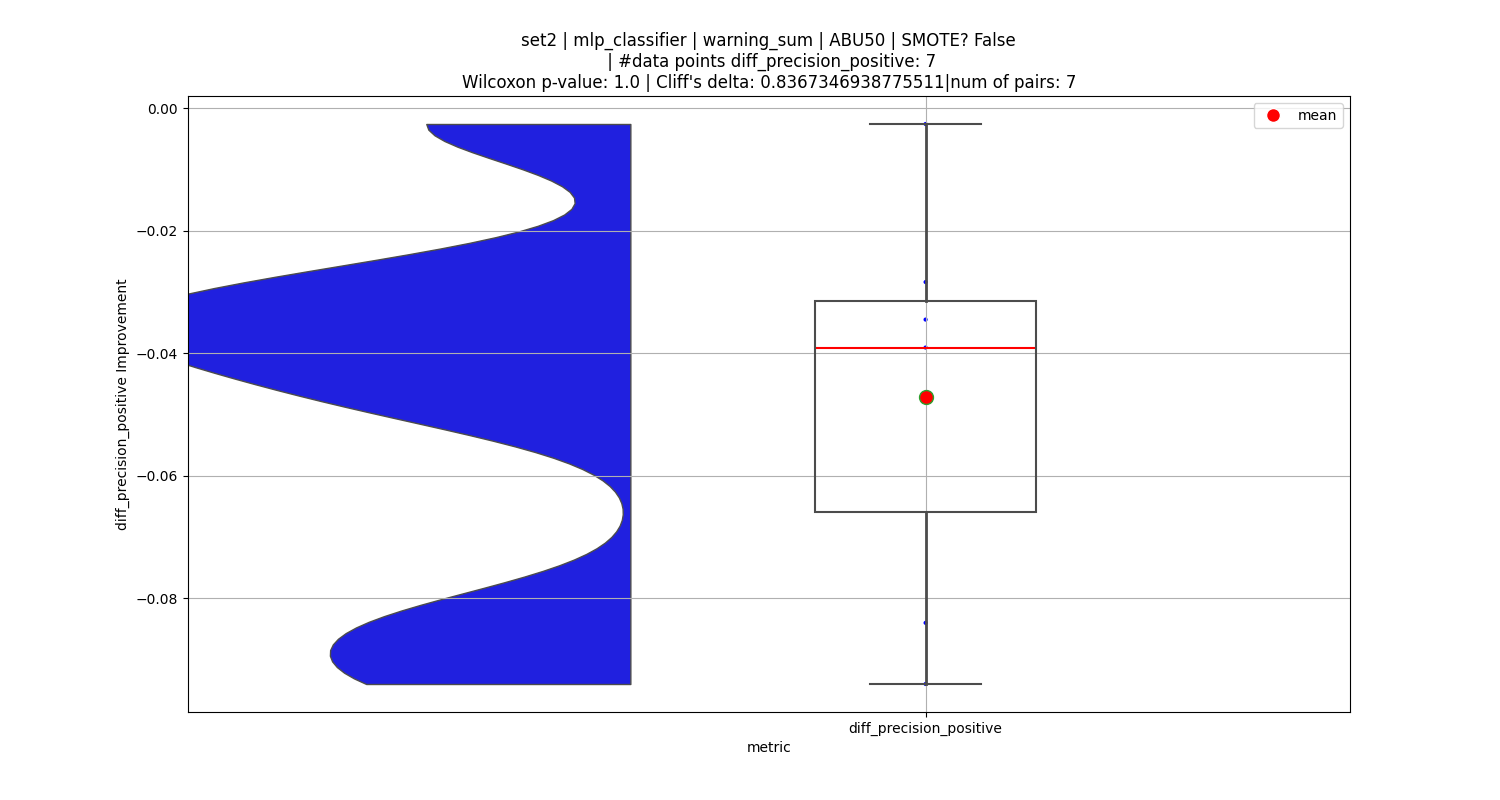 set2 | mlp_classifier | warning_sum | ABU50 | SMOTE? False
| #data points diff_precision_positive: 7
Wilcoxon p-value: 1.0 | Cliff's delta: 0.8367346938775511|num of pairs: 7
mean
0.00
−0.02
−0.04
−0.06
−0.08
diff_precision_positive Improvement
diff_precision_positive
metric